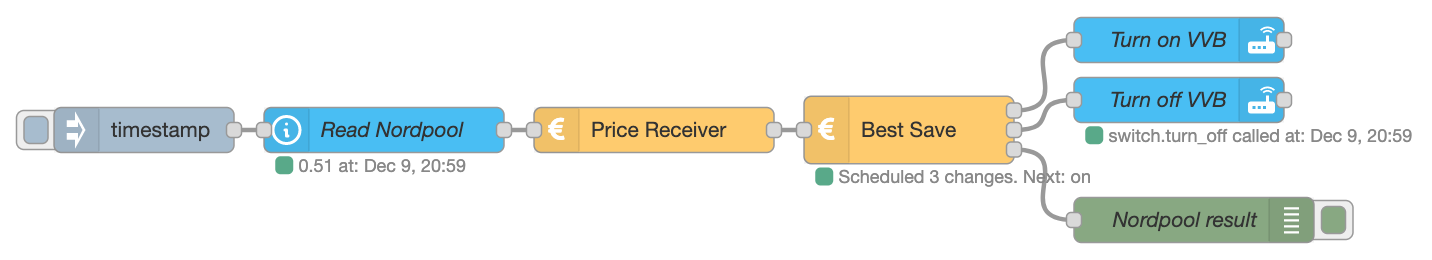 Turn on VVB
Turn off VVB
switch.turn_off called at: Dec 9, 20:59
timestamp
Read Nordpool
0.51 at: Dec 9, 20:59
€ Price Receiver
€ Best Save
Scheduled 3 changes. Next: on
Nordpool result